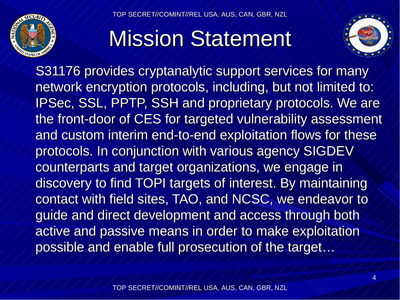 TOP SECRET//COMINT//REL USA, AUS, CAN, GBR, NZL
Mission Statement
S31176 provides cryptanalytic support services for many
network encryption protocols, including, but not limited to:
IPSec, SSL, PPTP, SSH and proprietary protocols. We are
the front-door of CES for targeted vulnerability assessment
and custom interim end-to-end exploitation flows for these
protocols. In conjunction with various agency SIGDEV
counterparts and target organizations, we engage in
discovery to find TOPI targets of interest. By maintaining
contact with field sites, TAO, and NCSC, we endeavor to
guide and direct development and access through both
active and passive means in order to make exploitation
possible and enable full prosecution of the target…
4
TOP SECRET//COMINT//REL USA, AUS, CAN, GBR, NZL